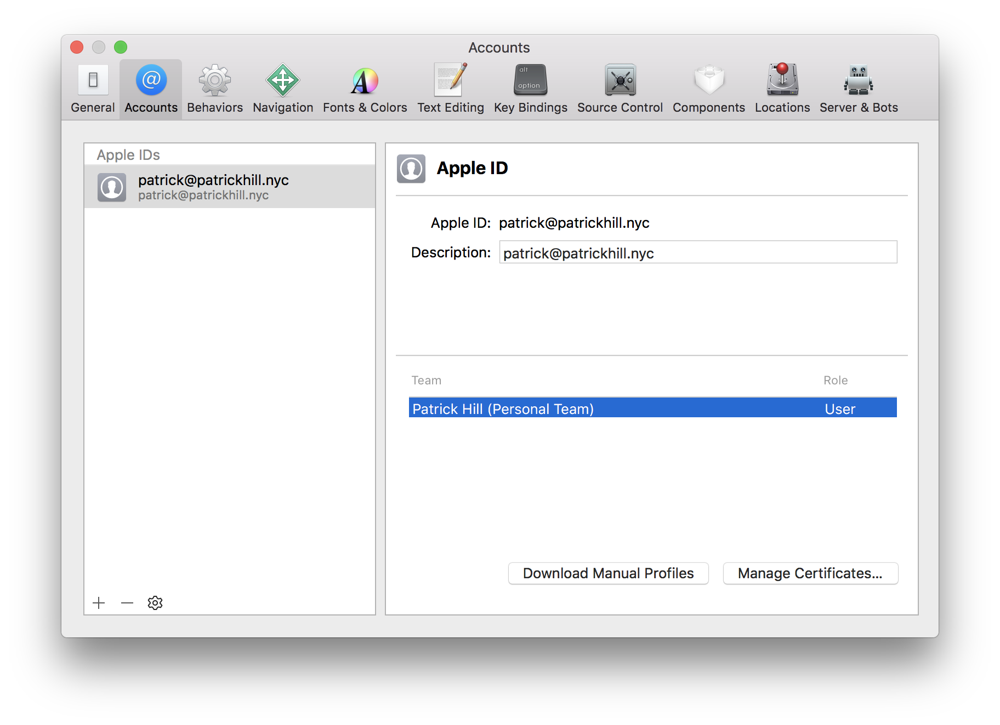 Accounts
General Accounts Behaviors Navigation Fonts & Colors Text Editing alt option Key Bindings Source Control Components Locations Server & Bots
Apple IDs
patrick@patrickhill.nyc
patrick@patrickhill.nyc
Apple ID
Apple ID: patrick@patrickhill.nyc
Description: patrick@patrickhill.nyc
Team Role
Patrick Hill (Personal Team) User
Download Manual Profiles Manage Certificates...